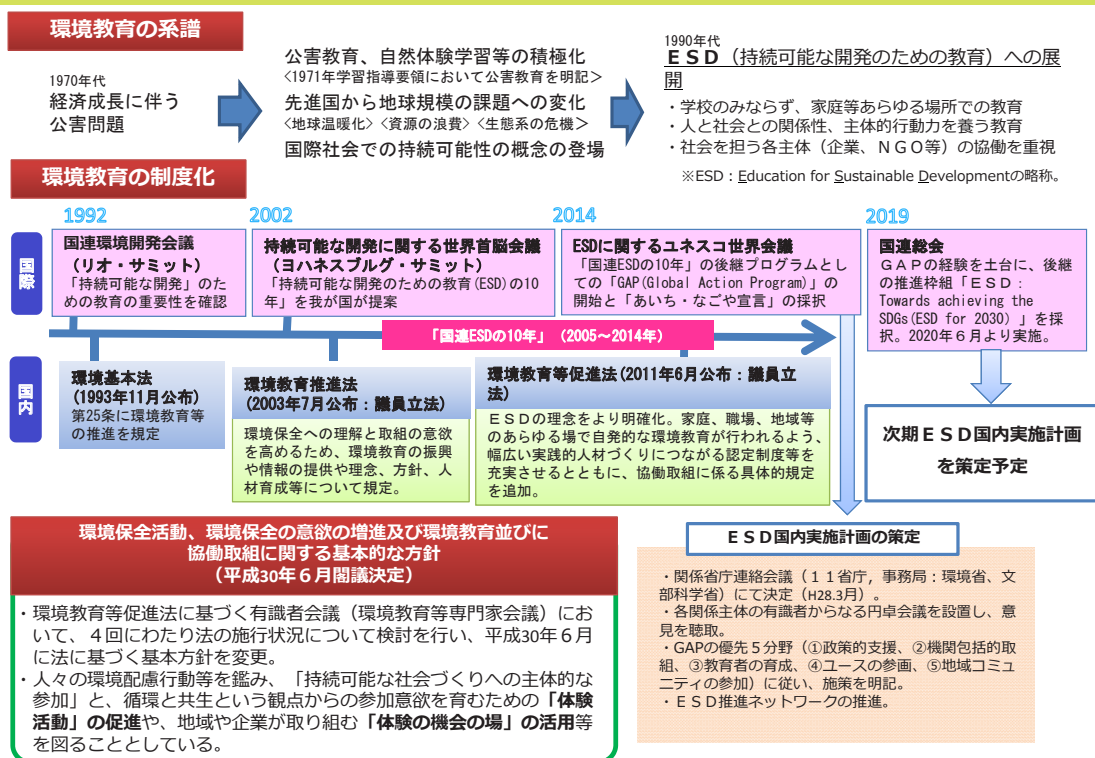 環境教育の系譜
1970年代
経済成長に伴う
公害問題
公害教育、自然体験学習等の積極化
<1971年学習指導要領において公害教育を明記>
先進国から地球規模の課題への変化
<地球温暖化> <資源の浪費> <生態系の危機>
国際社会での持続可能性の概念の登場
1990年代
ＥＳＤ（持続可能な開発のための教育）への展
開
・学校のみならず、家庭等あらゆる場所での教育
・人と社会との関係性、主体的行動力を養う教育
・社会を担う各主体（企業、ＮＧＯ等）の協働を重視
※ESD：Education for Sustainable Developmentの略称。
環境教育の制度化
1992
2002
2014
2019
国際
国連環境開発会議
（リオ・サミット）
「持続可能な開発」のた
めの教育の重要性を確認
持続可能な開発に関する世界首脳会議
（ヨハネスブルグ・サミット）
「持続可能な開発のための教育(ESD)の10
年」を我が国が提案
ESDに関するユネスコ世界会議
「国連ESDの10年」の後継プログラムとし
ての「GAP(Global Action Program)」の
開始と「あいち・なごや宣言」の採択
国連総会
ＧＡＰの経験を土台に、後継
の推進枠組「ＥＳＤ：
Towards achieving the
SDGs(ESD for 2030) 」を採
択。2020年６月より実施。
「国連ESDの10年」（2005～2014年）
国内
環境基本法
(1993年11月公布)
第25条に環境教育等
の推進を規定
環境教育推進法
(2003年7月公布：議員立法)
環境保全への理解と取組の意欲
を高めるため、環境教育の振興
や情報の提供や理念、方針、人
材育成等について規定。
環境教育等促進法(2011年6月公布：議員立
法)
ＥＳＤの理念をより明確化。家庭、職場、地域等
のあらゆる場で自発的な環境教育が行われるよう、
幅広い実践的人材づくりにつながる認定制度等を
充実させるとともに、協働取組に係る具体的規定
を追加。
次期ＥＳＤ国内実施計画
を策定予定
環境保全活動、環境保全の意欲の増進及び環境教育並びに
協働取組に関する基本的な方針
（平成30年６月閣議決定）
・環境教育等促進法に基づく有識者会議（環境教育等専門家会議）にお
いて、４回にわたり法の施行状況について検討を行い、平成30年６月
に法に基づく基本方針を変更。
・人々の環境配慮行動等を鑑み、「持続可能な社会づくりへの主体的な
参加」と、循環と共生という観点からの参加意欲を育むための「体験
活動」の促進や、地域や企業が取り組む「体験の機会の場」の活用等
を図ることとしている。
ＥＳＤ国内実施計画の策定
・関係省庁連絡会議（１１省庁，事務局：環境省、文
部科学省）にて決定（H28.3月）。
・各関係主体の有識者からなる円卓会議を設置し、意
見を聴取。
・GAPの優先５分野（①政策的支援、②機関包括的取
組、③教育者の育成、④ユースの参画、⑤地域コミュ
ニティの参加）に従い、施策を明記。
・ＥＳＤ推進ネットワークの推進。